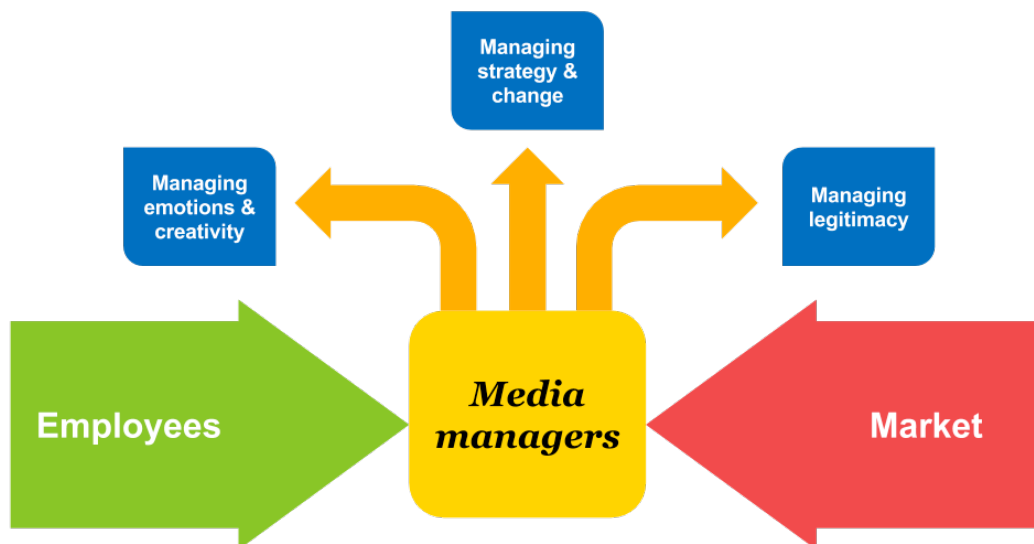 Managing
strategy &
change
Managing
emotions &
creativity
Managing
legitimacy
Employees
Media
managers
Market